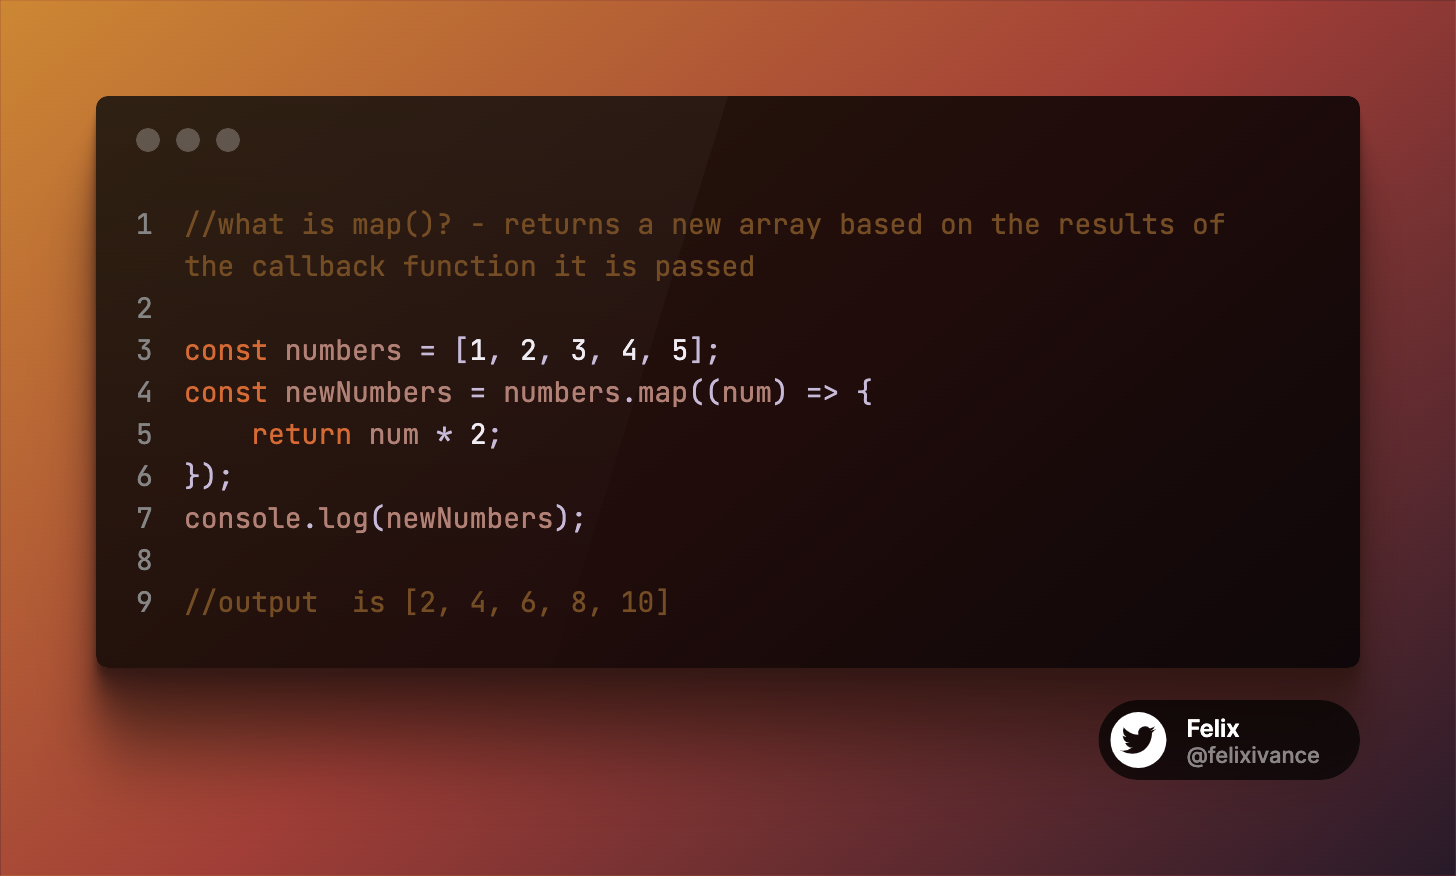 1 //what is map()? - returns a new array based on the results of
the callback function it is passed
2
3 const numbers = [1, 2, 3, 4, 5];
4 const newNumbers = numbers.map((num) => {
5     return num * 2;
6 });
7 console.log(newNumbers);
8
9 //output  is [2, 4, 6, 8, 10]
Felix
@felixivance